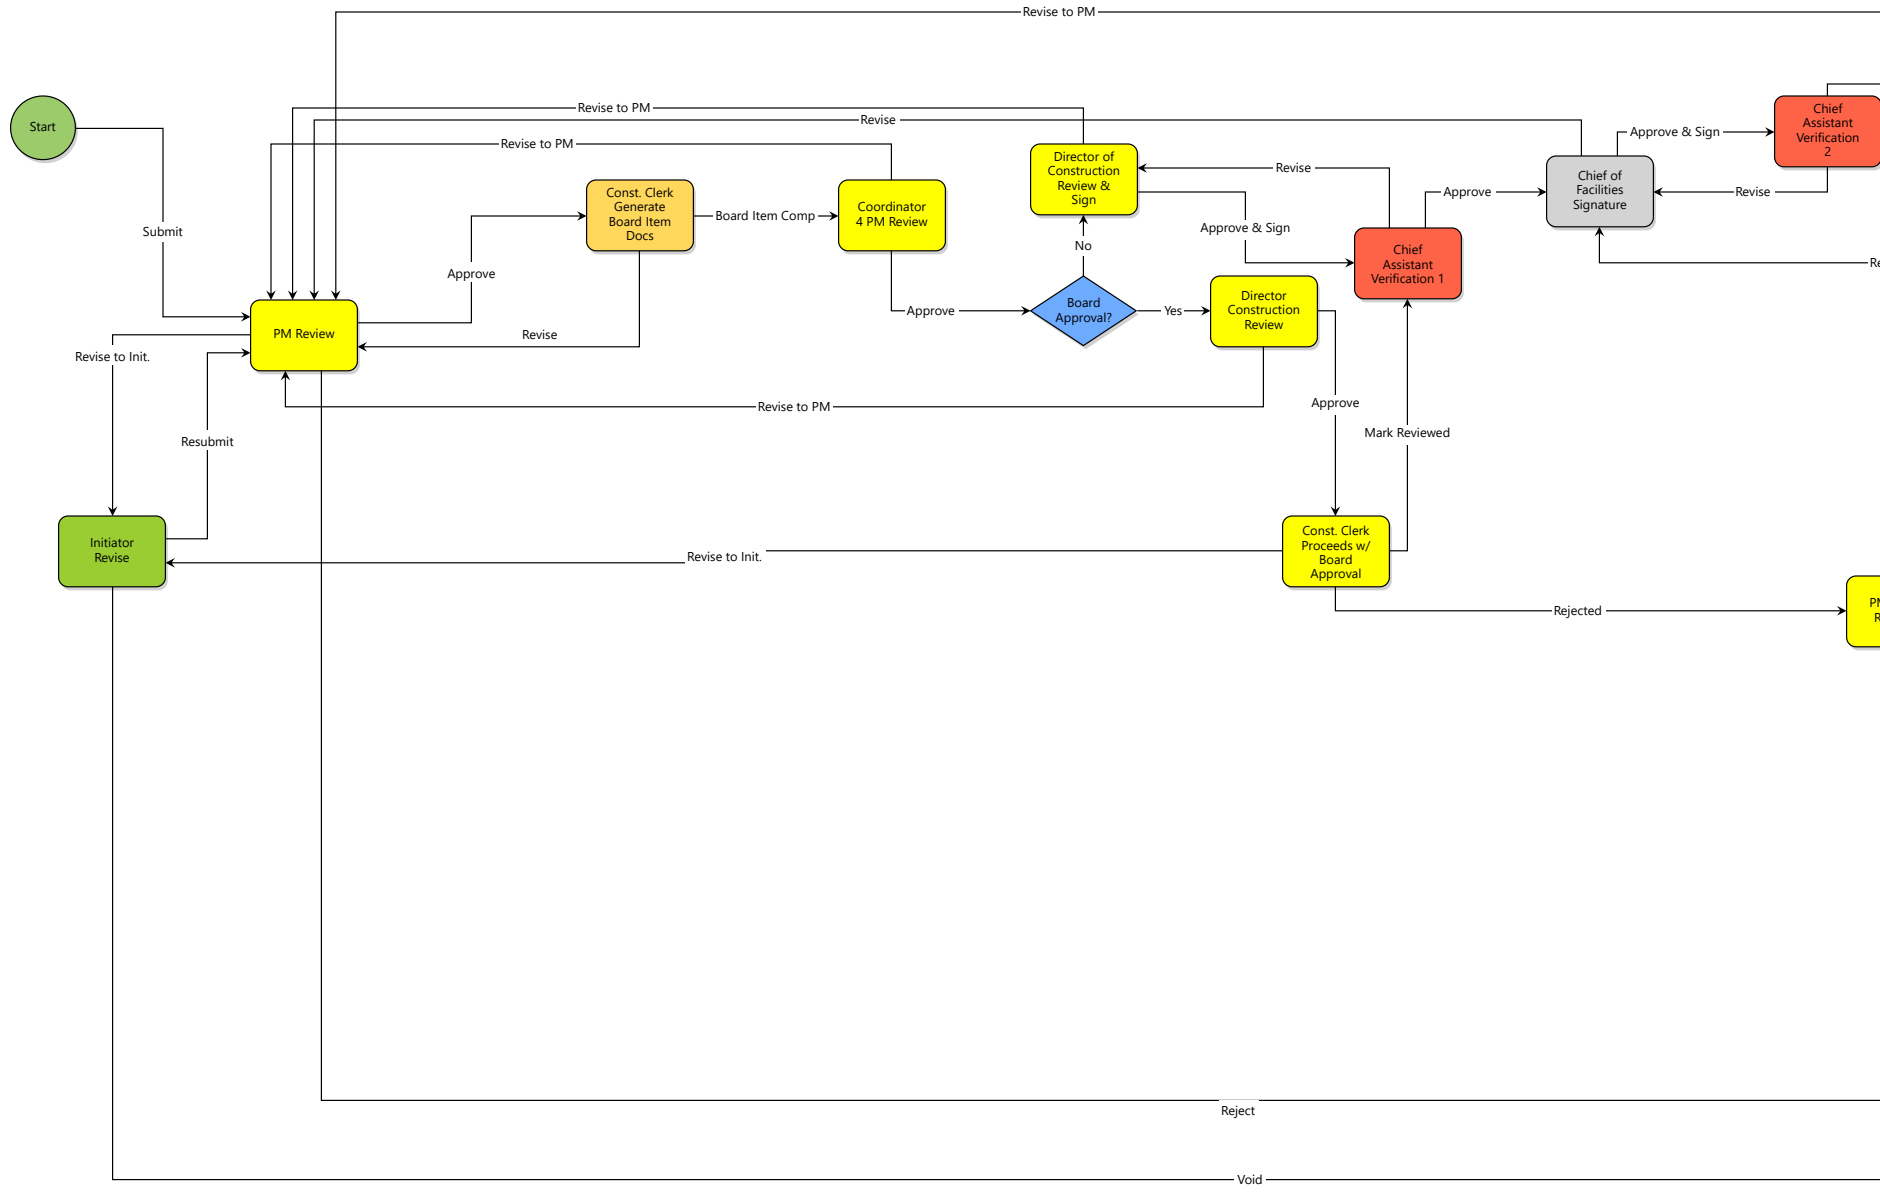 Revise to PM
Start
Revise to PM
Revise
Revise to PM
Approve & Sign
Chief
Assistant
Verification
2
Director of
Construction
Review &
Sign
Revise
Chief of
Facilities
Signature
Approve
Revise
Const. Clerk
Generate
Board Item
Docs
Board Item Comp
Coordinator
4 PM Review
Submit
Approve & Sign
No
Chief
Assistant
Verification 1
Approve
Board
Approval?
Yes
Director
Construction
Review
Approve
PM Review
Revise
Revise to Init.
Revise to PM
Approve
Mark Reviewed
Resubmit
Initiator
Revise
Revise to Init.
Const. Clerk
Proceeds w/
Board
Approval
Rejected
Reject
Void